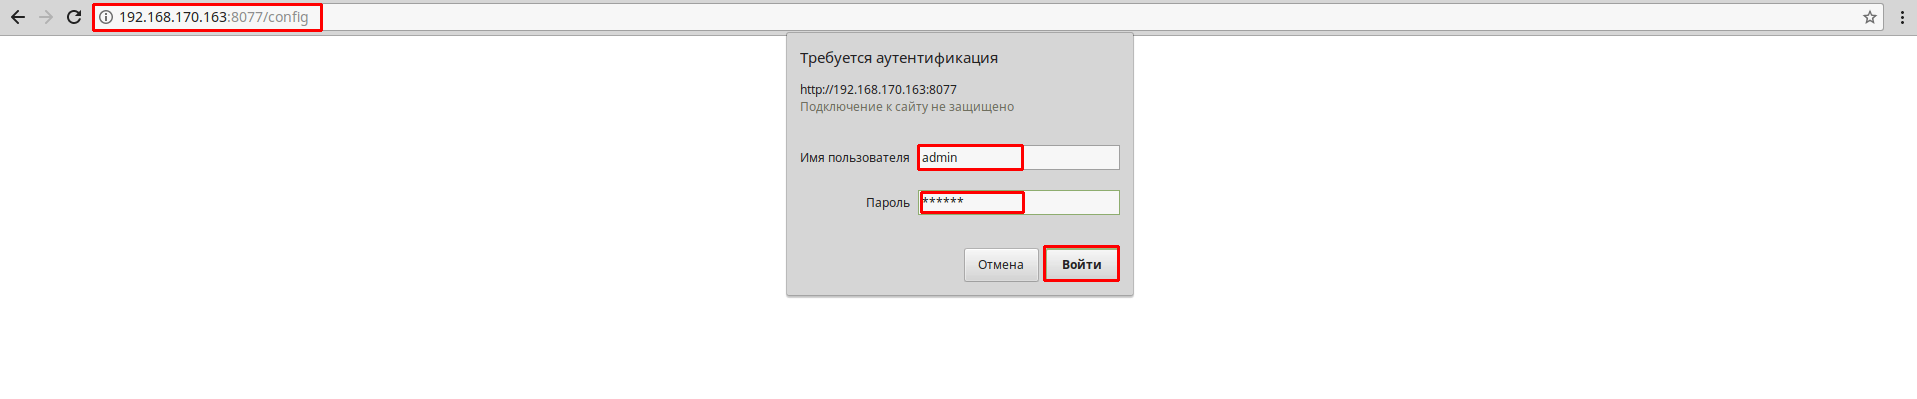 192.168.170.163:8077/config
Требуется аутентификация
http://192.168.170.163:8077
Подключение к сайту не защищено
Имя пользователя admin
Пароль ******
Отмена Войти